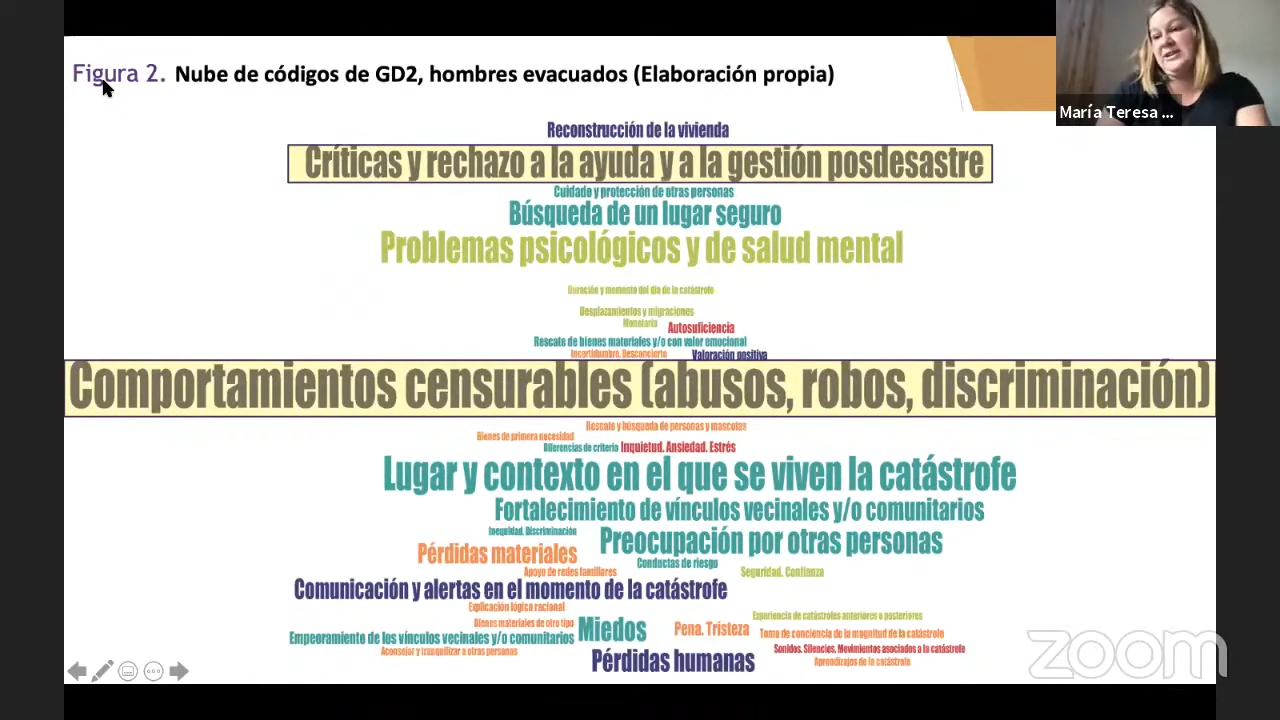 Figura 2. Nube de códigos de GD2, hombres evacuados (Elaboración propia)
María Teresa ...
Reconstrucción de la vivienda
Críticas y rechazo a la ayuda y a la gestión posdesastre
Cuidado y protección de otras personas
Búsqueda de un lugar seguro
Problemas psicológicos y de salud mental
Duración y momento del día de la catástrofe
Desplazamientos y migraciones
Monetaria Autosuficiencia
Rescate de bienes materiales y/o con valor emocional
Incertidumbre. Desconcierto Valoración positiva
Comportamientos censurables (abusos, robos, discriminación)
Rescate y búsqueda de personas y mascotas
Bienes de primera necesidad
Diferencias de criterio Inquietud. Ansiedad. Estrés
Lugar y contexto en el que se viven la catástrofe
Fortalecimiento de vínculos vecinales y/o comunitarios
Inequidad. Discriminación
Preocupación por otras personas
Pérdidas materiales
Conductas de riesgo
Apoyo de redes familiares
Seguridad. Confianza
Comunicación y alertas en el momento de la catástrofe
Explicación lógica racional
Experiencia de catástrofes anteriores o posteriores
Bienes materiales de otro tipo
Miedos
Pena. Tristeza
Toma de conciencia de la magnitud de la catástrofe
Empeoramiento de los vínculos vecinales y/o comunitarios
Sonidos. Silencios. Movimientos asociados a la catástrofe
Aconsejar y tranquilizar a otras personas
Pérdidas humanas
Aprendizajes de la catástrofe
zoom